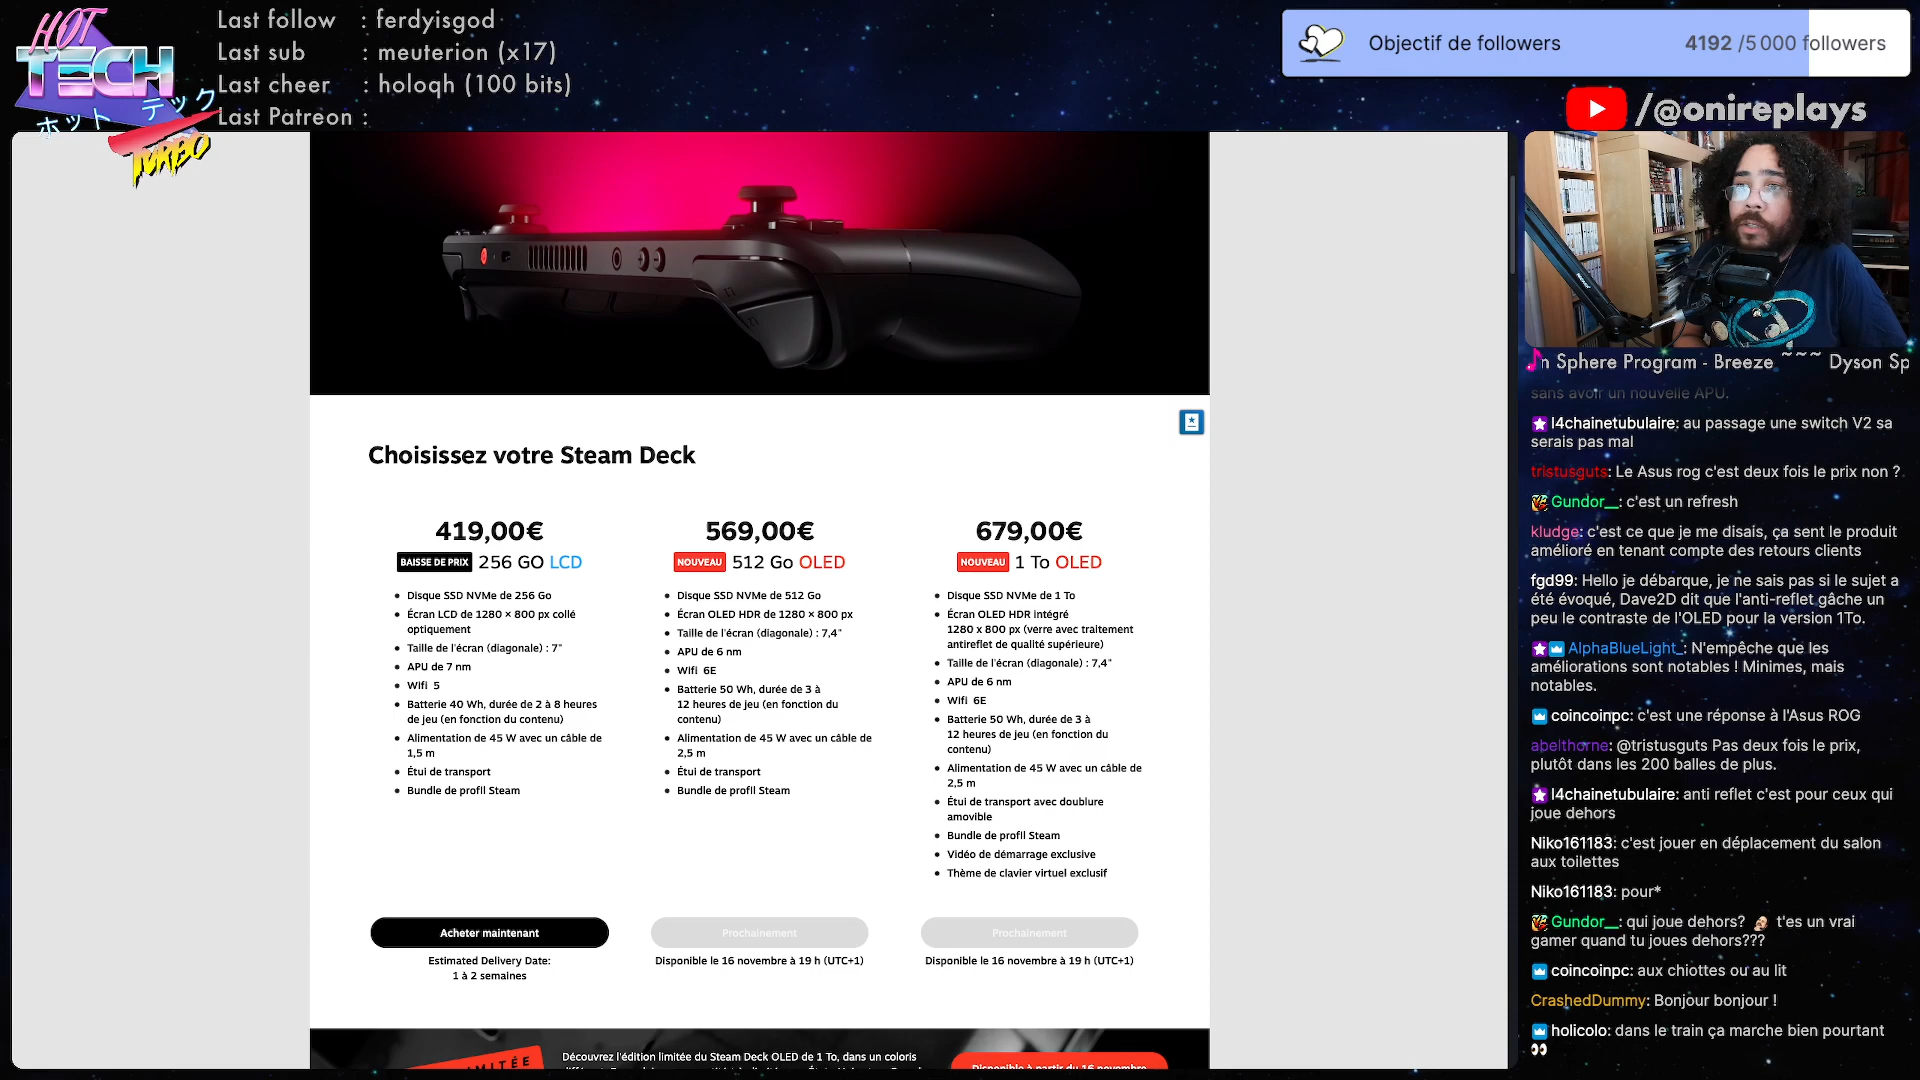 HOT
TECH
ホット テック
TURBO
Last follow : ferdyisgod
Last sub : meuterion (x17)
Last cheer : holoqh (100 bits)
Last Patreon :
Objectif de followers
4192 /5 000 followers
/@onireplays
Choisissez votre Steam Deck
419,00€
BAISSE DE PRIX 256 GO LCD
Disque SSD NVMe de 256 Go
Écran LCD de 1280 × 800 px collé
optiquement
Taille de l'écran (diagonale) : 7"
APU de 7 nm
Wifi 5
Batterie 40 Wh, durée de 2 à 8 heures
de jeu (en fonction du contenu)
Alimentation de 45 W avec un câble de
1,5 m
Étui de transport
Bundle de profil Steam
Acheter maintenant
Estimated Delivery Date:
1 à 2 semaines
569,00€
NOUVEAU 512 Go OLED
Disque SSD NVMe de 512 Go
Écran OLED HDR de 1280 × 800 px
Taille de l'écran (diagonale) : 7,4"
APU de 6 nm
Wifi 6E
Batterie 50 Wh, durée de 3 à
12 heures de jeu (en fonction du
contenu)
Alimentation de 45 W avec un câble de
2,5 m
Étui de transport
Bundle de profil Steam
Prochainement
Disponible le 16 novembre à 19 h (UTC+1)
679,00€
NOUVEAU 1 To OLED
Disque SSD NVMe de 1 To
Écran OLED HDR intégré
1280 x 800 px (verre avec traitement
antireflet de qualité supérieure)
Taille de l'écran (diagonale) : 7,4"
APU de 6 nm
Wifi 6E
Batterie 50 Wh, durée de 3 à
12 heures de jeu (en fonction du
contenu)
Alimentation de 45 W avec un câble de
2,5 m
Étui de transport avec doublure
amovible
Bundle de profil Steam
Vidéo de démarrage exclusive
Thème de clavier virtuel exclusif
Prochainement
Disponible le 16 novembre à 19 h (UTC+1)
Découvrez l'édition limitée du Steam Deck OLED de 1 To, dans un coloris
Disponible à partir du 16 novembre
n Sphere Program - Breeze ~~~ Dyson Sp
sans avoir un nouvelle APU.
l4chainetubulaire: au passage une switch V2 sa
serais pas mal
tristusguts: Le Asus rog c'est deux fois le prix non ?
Gundor__: c'est un refresh
kludge: c'est ce que je me disais, ça sent le produit
amélioré en tenant compte des retours clients
fgd99: Hello je débarque, je ne sais pas si le sujet a
été évoqué, Dave2D dit que l'anti-reflet gâche un
peu le contraste de l'OLED pour la version 1To.
AlphaBlueLight_: N'empêche que les
améliorations sont notables ! Minimes, mais
notables.
coincoinpc: c'est une réponse à l'Asus ROG
abelthorne: @tristusguts Pas deux fois le prix,
plutôt dans les 200 balles de plus.
l4chainetubulaire: anti reflet c'est pour ceux qui
joue dehors
Niko161183: c'est jouer en déplacement du salon
aux toilettes
Niko161183: pour*
Gundor__: qui joue dehors? t'es un vrai
gamer quand tu joues dehors???
coincoinpc: aux chiottes ou au lit
CrashedDummy: Bonjour bonjour !
holicolo: dans le train ça marche bien pourtant